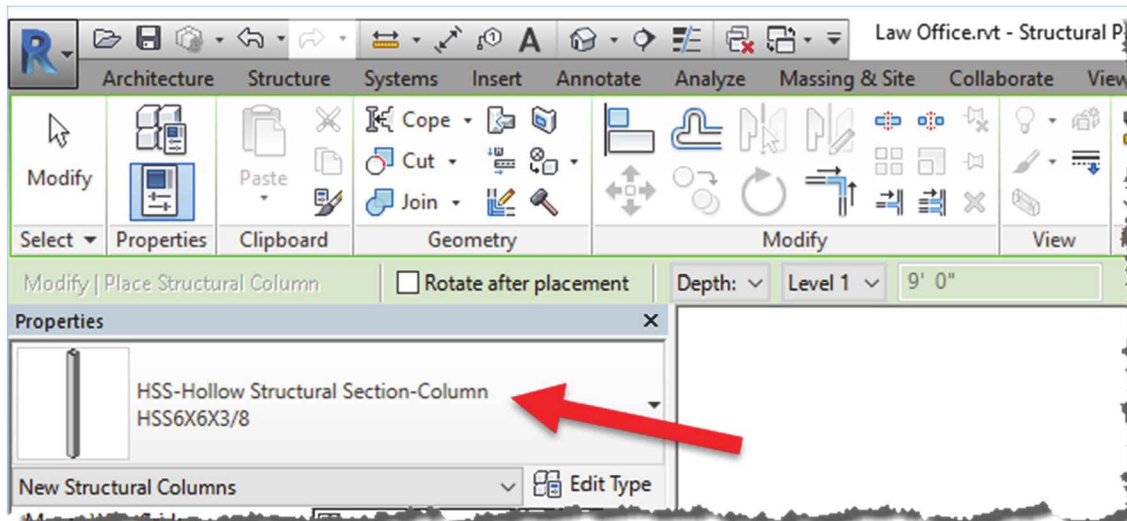 R
A
Law Office.rvt - Structural P
Architecture Structure Systems Insert Annotate Analyze Massing & Site Collaborate View
Modify
Paste
Cope
Cut
Join
Select Properties Clipboard Geometry Modify View
Modify | Place Structural Column Rotate after placement Depth: Level 1 9' 0"
Properties
HSS-Hollow Structural Section-Column
HSS6X6X3/8
New Structural Columns Edit Type